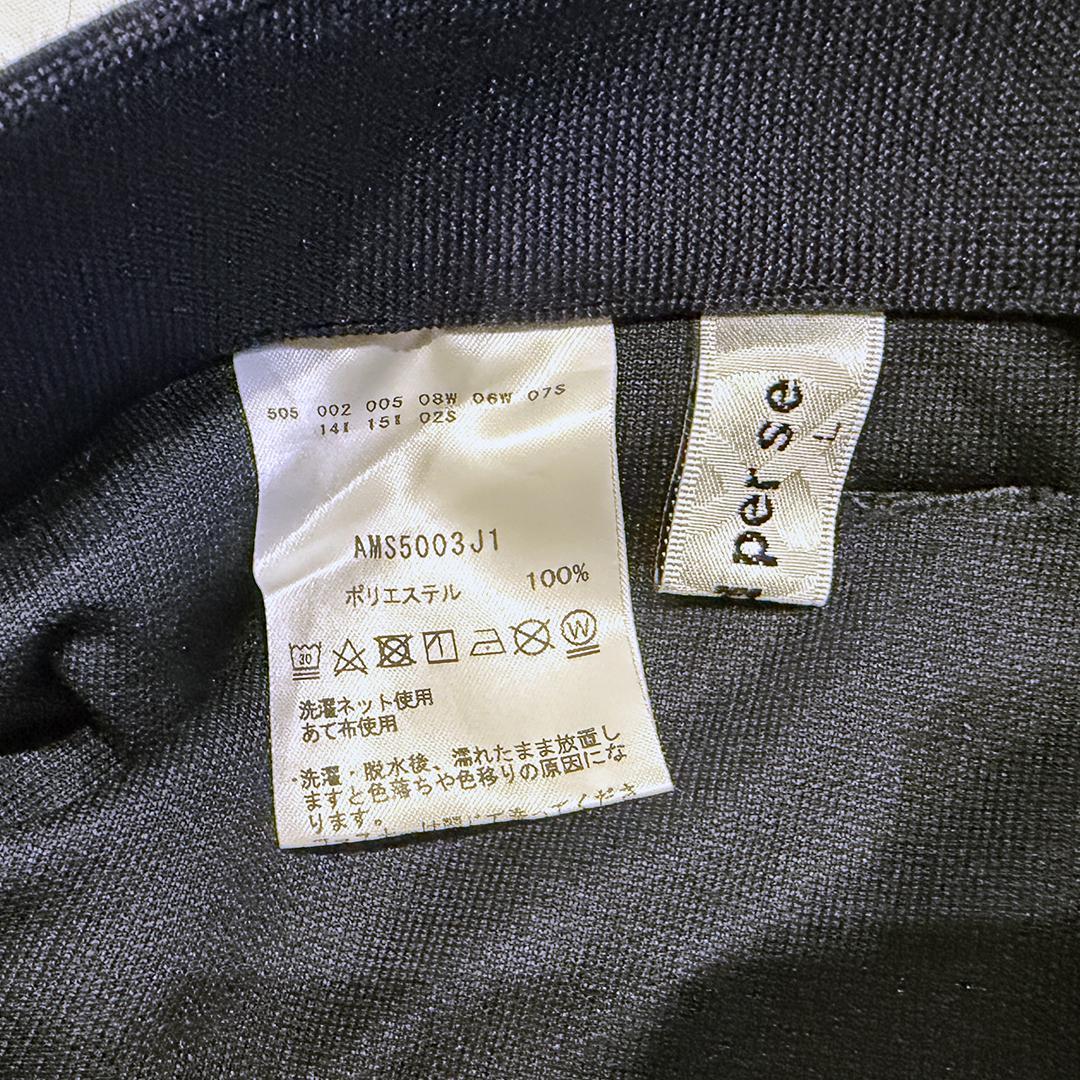 505 002 005 08W 06W 07S
14I 15I 02S
AMS5003J1
ポリエステル 100%
30
W
洗濯ネット使用
あて布使用
・洗濯・脱水後、濡れたまま放置し
ますと色落ちや色移りの原因にな
ります。
per se
L